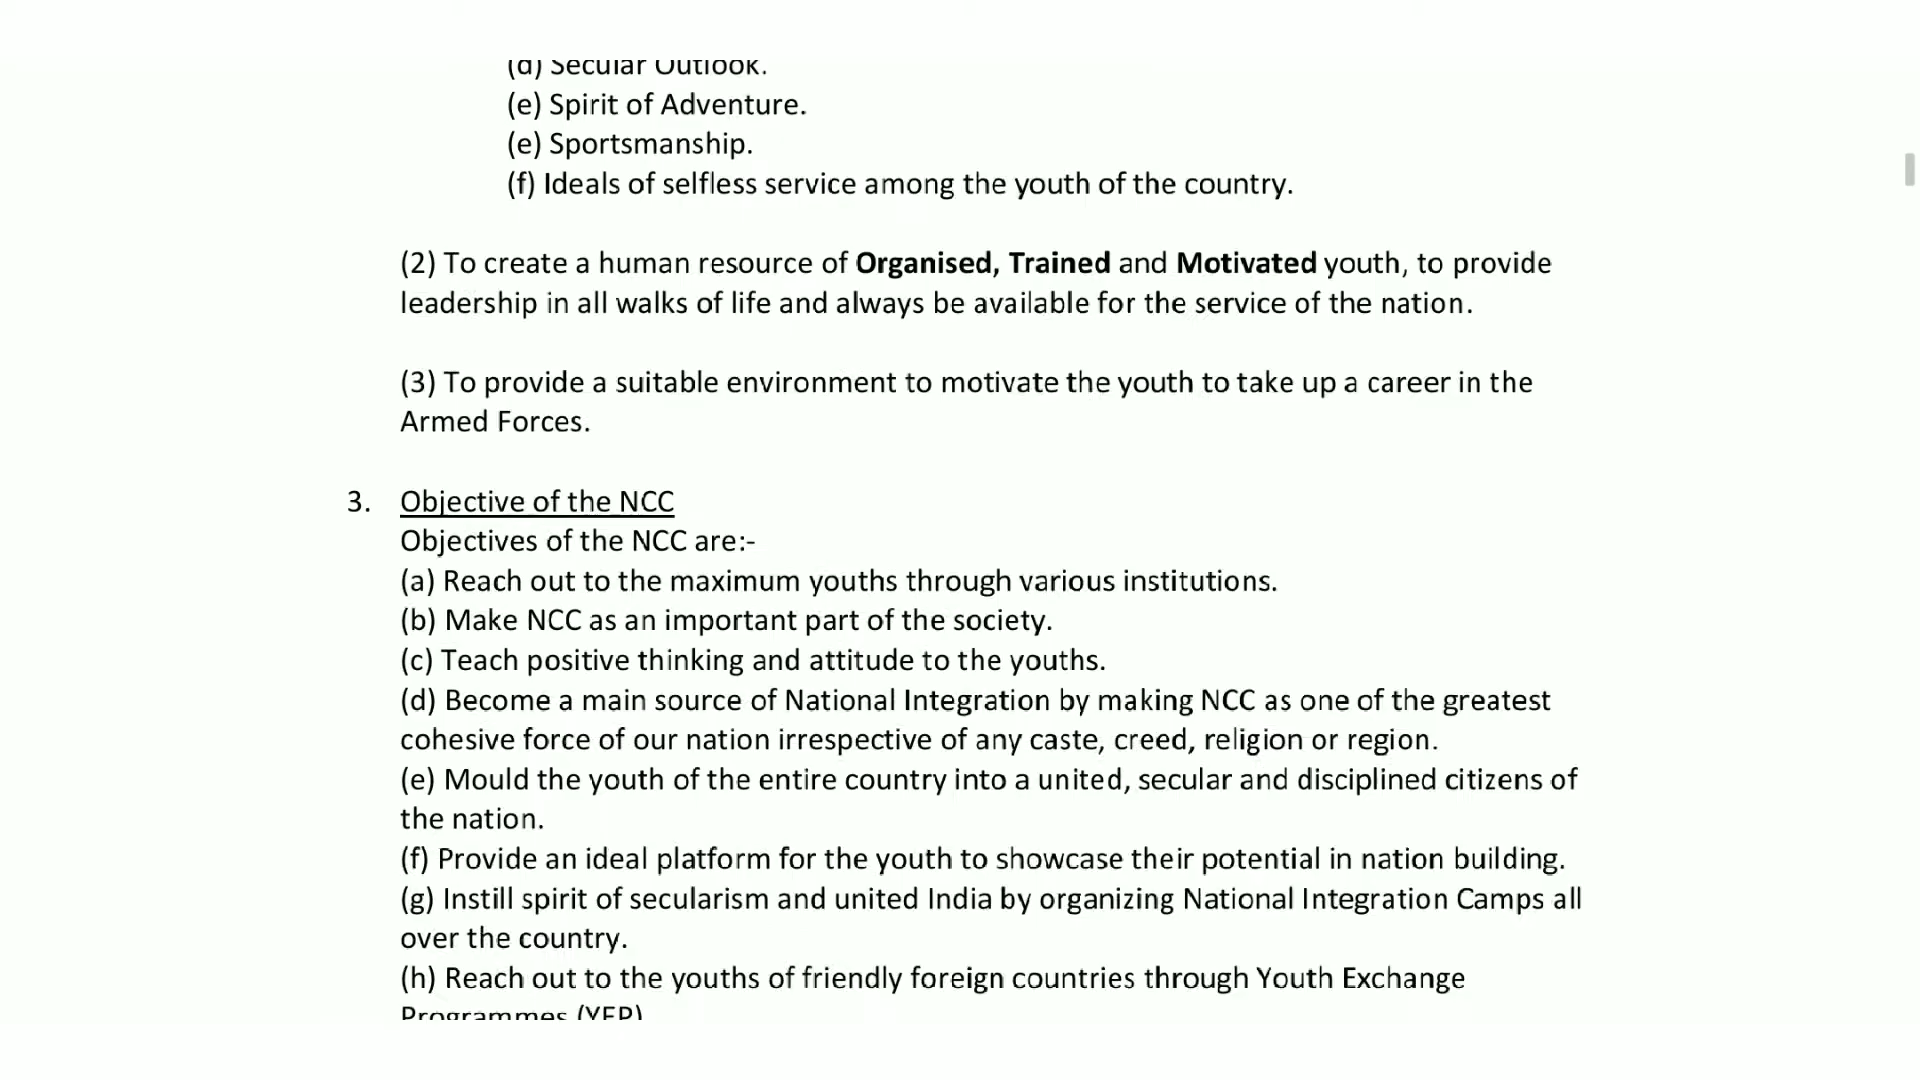 (d) Secular Outlook.
(e) Spirit of Adventure.
(e) Sportsmanship.
(f) Ideals of selfless service among the youth of the country.
(2) To create a human resource of Organised, Trained and Motivated youth, to provide
leadership in all walks of life and always be available for the service of the nation.
(3) To provide a suitable environment to motivate the youth to take up a career in the
Armed Forces.
3. Objective of the NCC
Objectives of the NCC are:-
(a) Reach out to the maximum youths through various institutions.
(b) Make NCC as an important part of the society.
(c) Teach positive thinking and attitude to the youths.
(d) Become a main source of National Integration by making NCC as one of the greatest
cohesive force of our nation irrespective of any caste, creed, religion or region.
(e) Mould the youth of the entire country into a united, secular and disciplined citizens of
the nation.
(f) Provide an ideal platform for the youth to showcase their potential in nation building.
(g) Instill spirit of secularism and united India by organizing National Integration Camps all
over the country.
(h) Reach out to the youths of friendly foreign countries through Youth Exchange
Programmes (YEP)